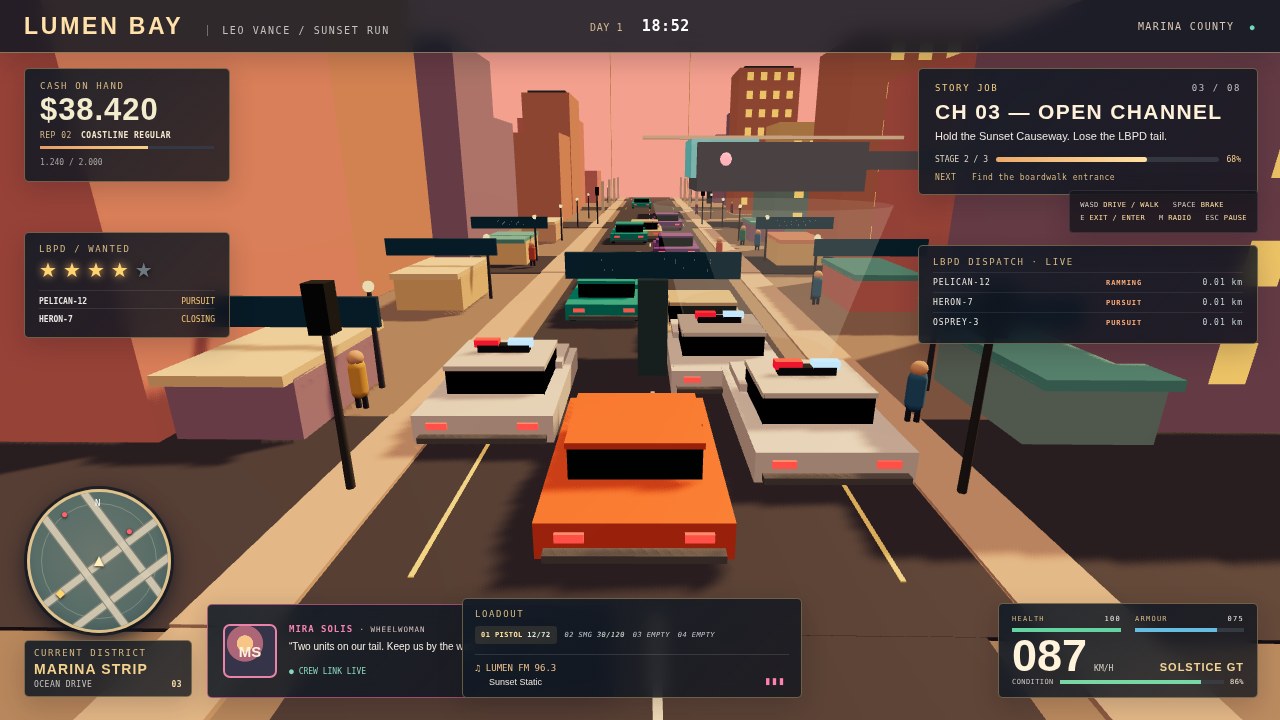 LUMEN BAY
LEO VANCE / SUNSET RUN
DAY 1 18:52
MARINA COUNTY
CASH ON HAND
$38.420
REP 02 COASTLINE REGULAR
1.240 / 2.000
LBPD / WANTED
★ ★ ★ ★ ★
PELICAN-12 PURSUIT
HERON-7 CLOSING
STORY JOB 03 / 08
CH 03 — OPEN CHANNEL
Hold the Sunset Causeway. Lose the LBPD tail.
STAGE 2 / 3 68%
NEXT Find the boardwalk entrance
WASD DRIVE / WALK SPACE BRAKE
E EXIT / ENTER M RADIO ESC PAUSE
LBPD DISPATCH · LIVE
PELICAN-12 RAMMING 0.01 km
HERON-7 PURSUIT 0.01 km
OSPREY-3 PURSUIT 0.01 km
N
CURRENT DISTRICT
MARINA STRIP
OCEAN DRIVE 03
MS
MIRA SOLIS · WHEELWOMAN
"Two units on our tail. Keep us by the w
CREW LINK LIVE
LOADOUT
01 PISTOL 12/72 02 SMG 30/120 03 EMPTY 04 EMPTY
♫ LUMEN FM 96.3
Sunset Static
HEALTH 100 ARMOUR 075
087 KM/H SOLSTICE GT
CONDITION 86%